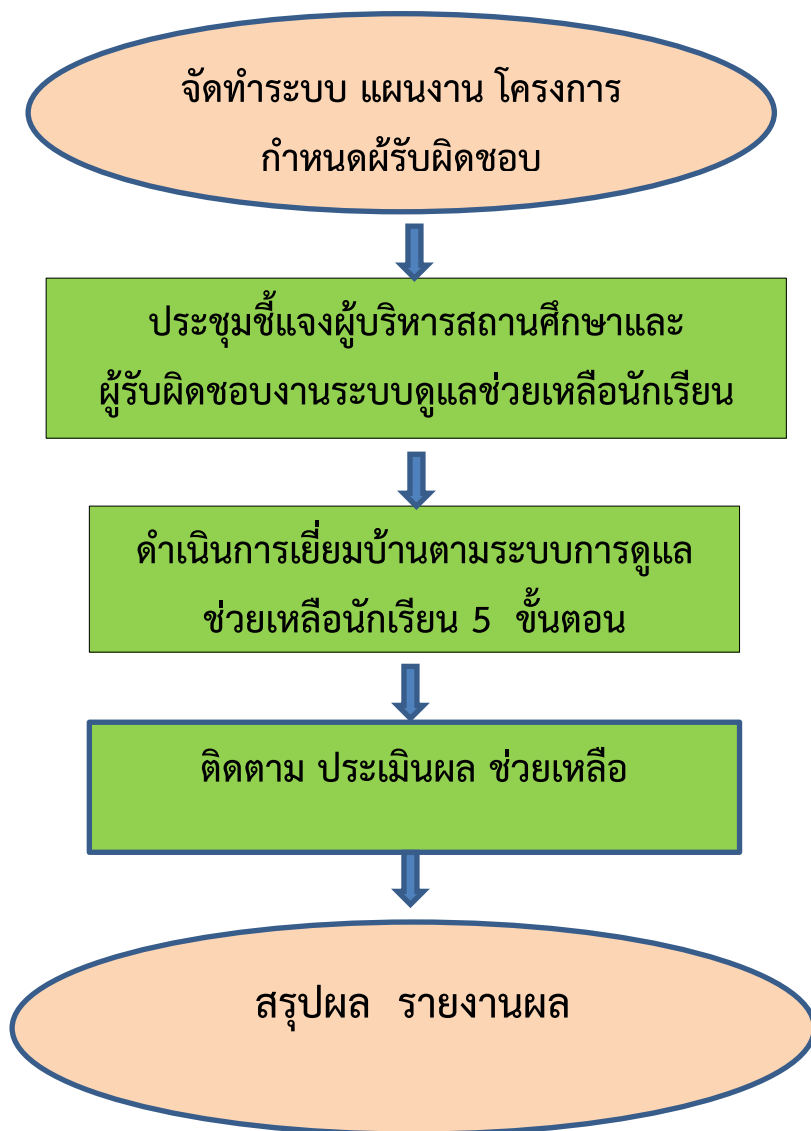 จัดทำระบบ แผนงาน โครงการ
กำหนดผู้รับผิดชอบ
ประชุมชี้แจงผู้บริหารสถานศึกษาและ
ผู้รับผิดชอบงานระบบดูแลช่วยเหลือนักเรียน
ดำเนินการเยี่ยมบ้านตามระบบการดูแล
ช่วยเหลือนักเรียน 5 ขั้นตอน
ติดตาม ประเมินผล ช่วยเหลือ
สรุปผล รายงานผล